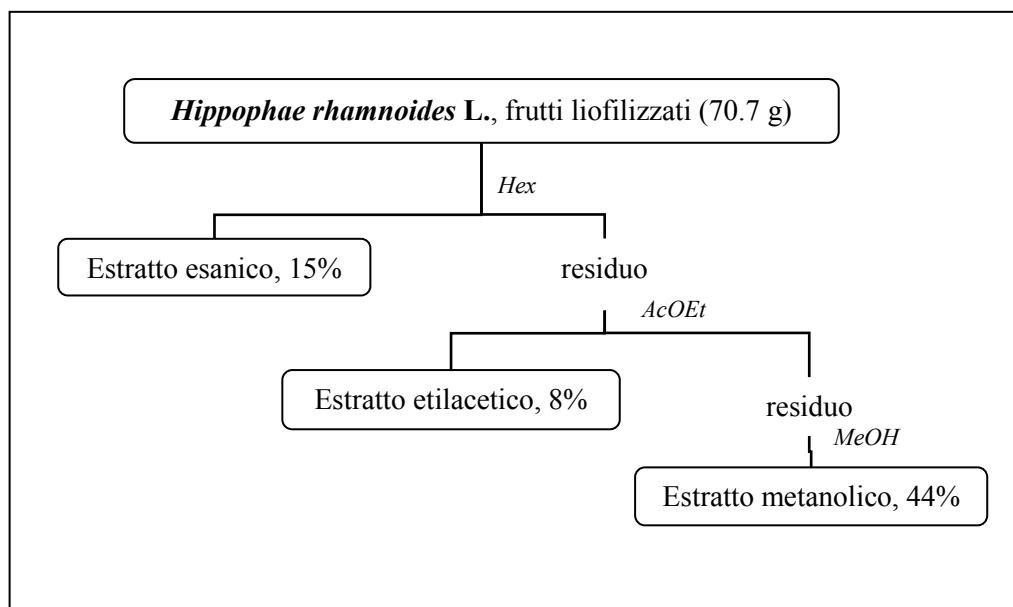 Hippophae rhamnoides L., frutti liofilizzati (70.7 g)
Hex
Estratto esanico, 15%
residuo
AcOEt
Estratto etilacetico, 8%
residuo
MeOH
Estratto metanolico, 44%